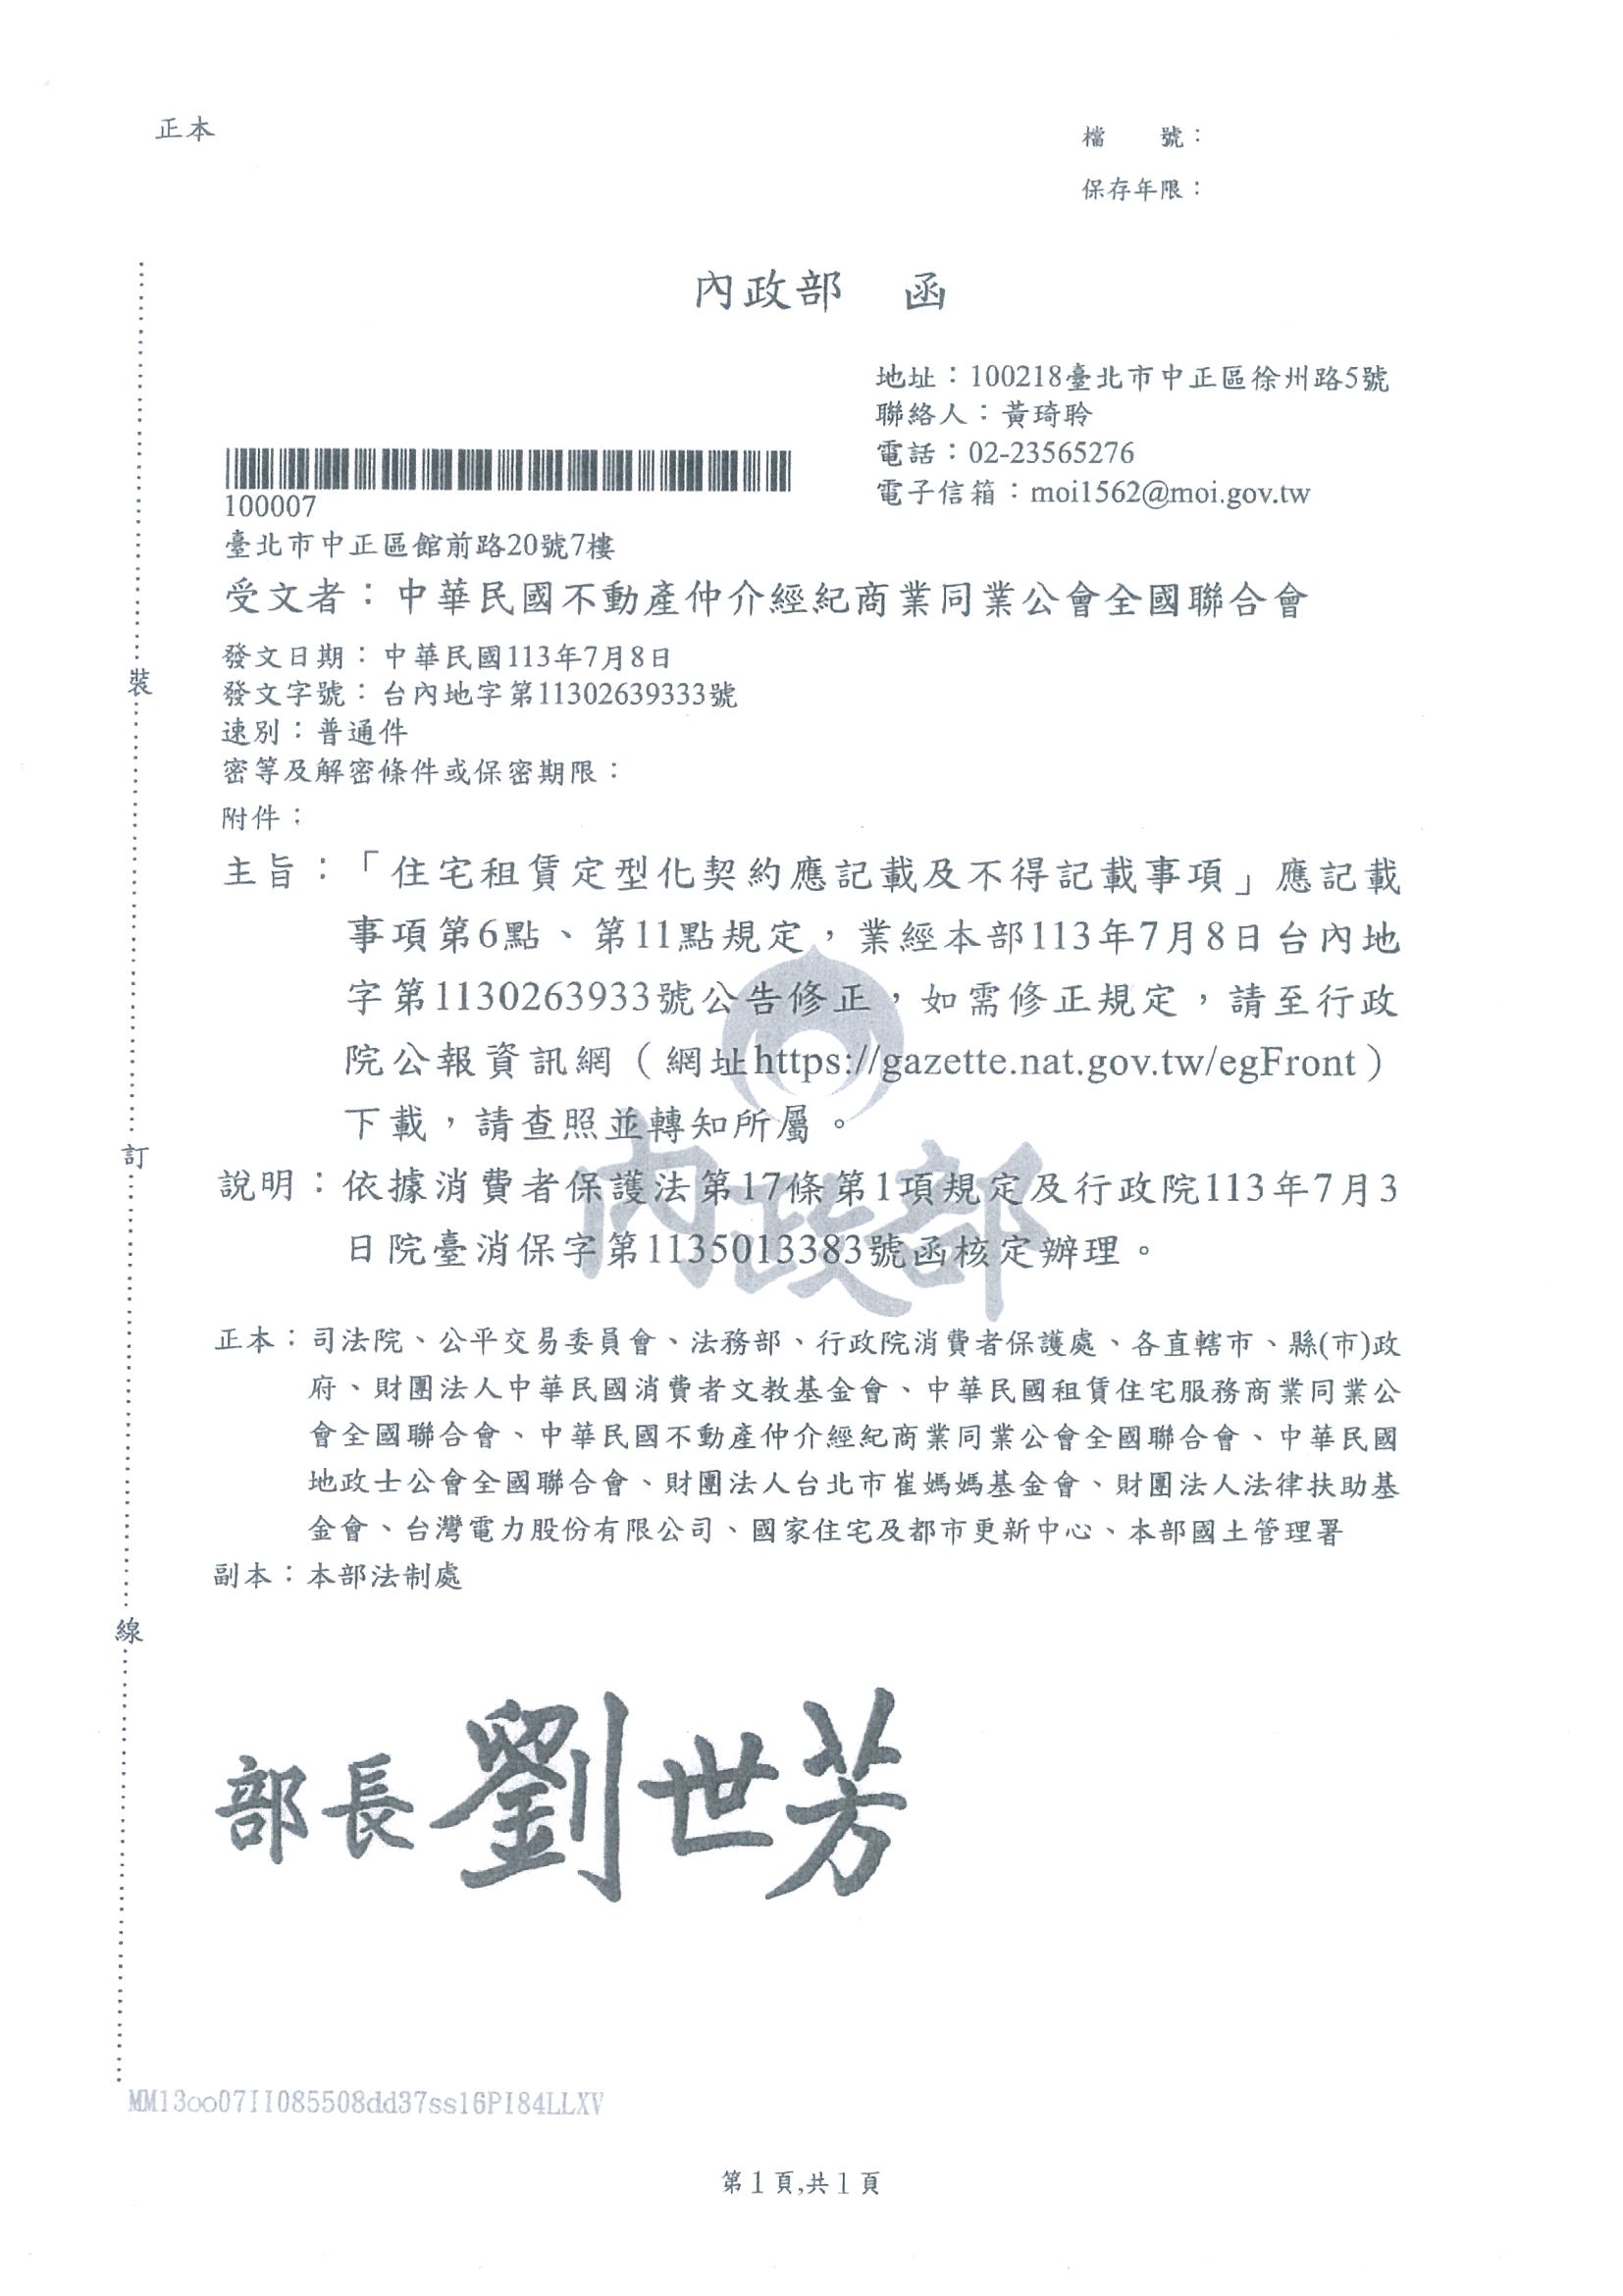 正本
檔　　號：
保存年限：
內政部　函
地址：100218臺北市中正區徐州路5號
聯絡人：黃琦聆
電話：02-23565276
電子信箱：moi1562@moi.gov.tw
100007
臺北市中正區館前路20號7樓
受文者：中華民國不動產仲介經紀商業同業公會全國聯合會
發文日期：中華民國113年7月8日
發文字號：台內地字第11302639333號
速別：普通件
密等及解密條件或保密期限：
附件：
主旨：「住宅租賃定型化契約應記載及不得記載事項」應記載
事項第6點、第11點規定，業經本部113年7月8日台內地
字第1130263933號公告修正，如需修正規定，請至行政
院公報資訊網（網址https://gazette.nat.gov.tw/egFront）
下載，請查照並轉知所屬。
說明：依據消費者保護法第17條第1項規定及行政院113年7月3
日院臺消保字第1135013383號函核定辦理。
正本：司法院、公平交易委員會、法務部、行政院消費者保護處、各直轄市、縣(市)政
府、財團法人中華民國消費者文教基金會、中華民國租賃住宅服務商業同業公
會全國聯合會、中華民國不動產仲介經紀商業同業公會全國聯合會、中華民國
地政士公會全國聯合會、財團法人台北市崔媽媽基金會、財團法人法律扶助基
金會、台灣電力股份有限公司、國家住宅及都市更新中心、本部國土管理署
副本：本部法制處
部長劉世芳
裝
訂
線
內政部
MM13oo07II085508dd37ss16PI84LLXV
第1頁,共1頁